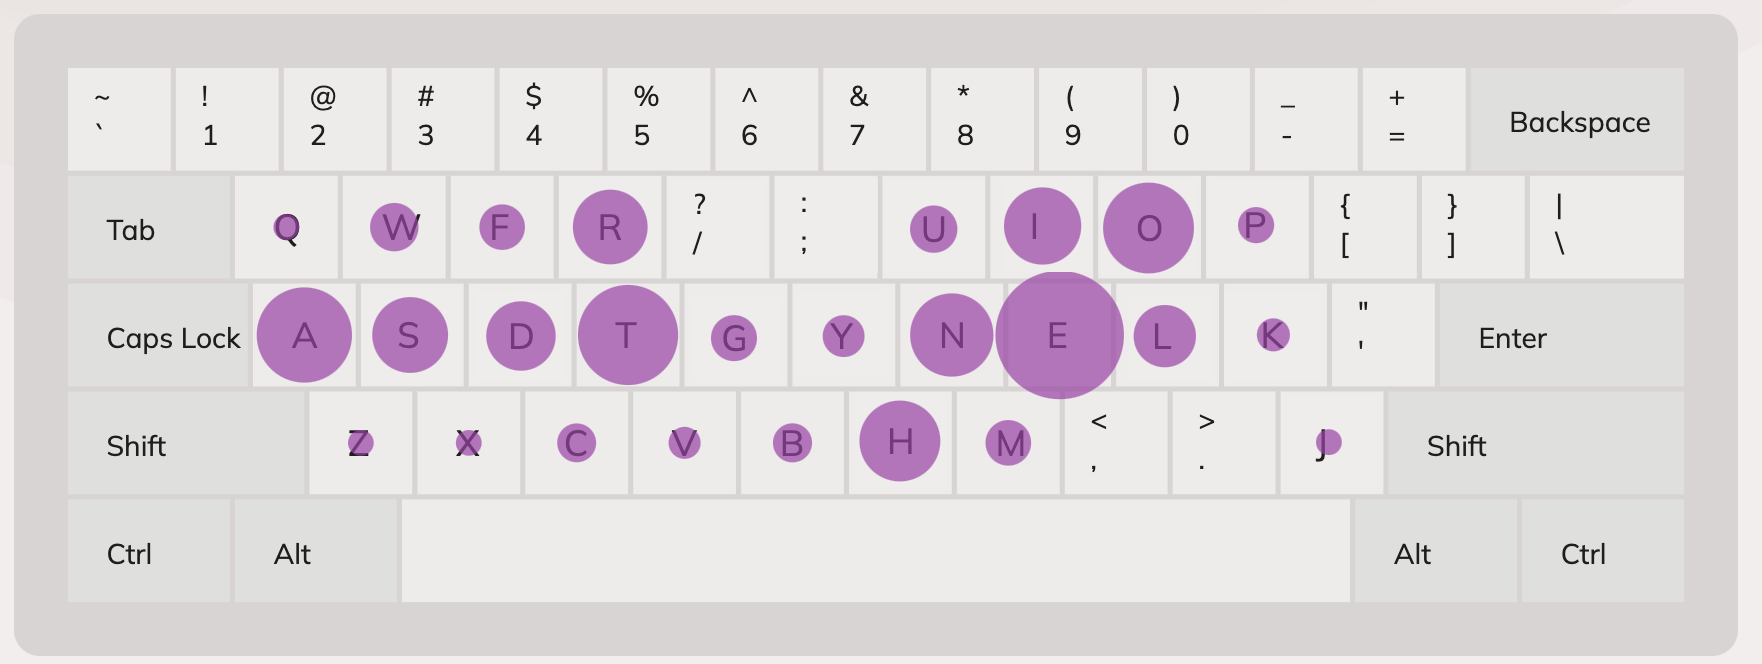 ~ ! @ # $ % ^ & * ( ) _ +
` 1 2 3 4 5 6 7 8 9 0 - = Backspace
? : { } |
Tab Q W F R / ; U I O P [ ] \
"
Caps Lock A S D T G Y N E L K ' Enter
< >
Shift Z X C V B H M , . J Shift
Ctrl Alt Alt Ctrl